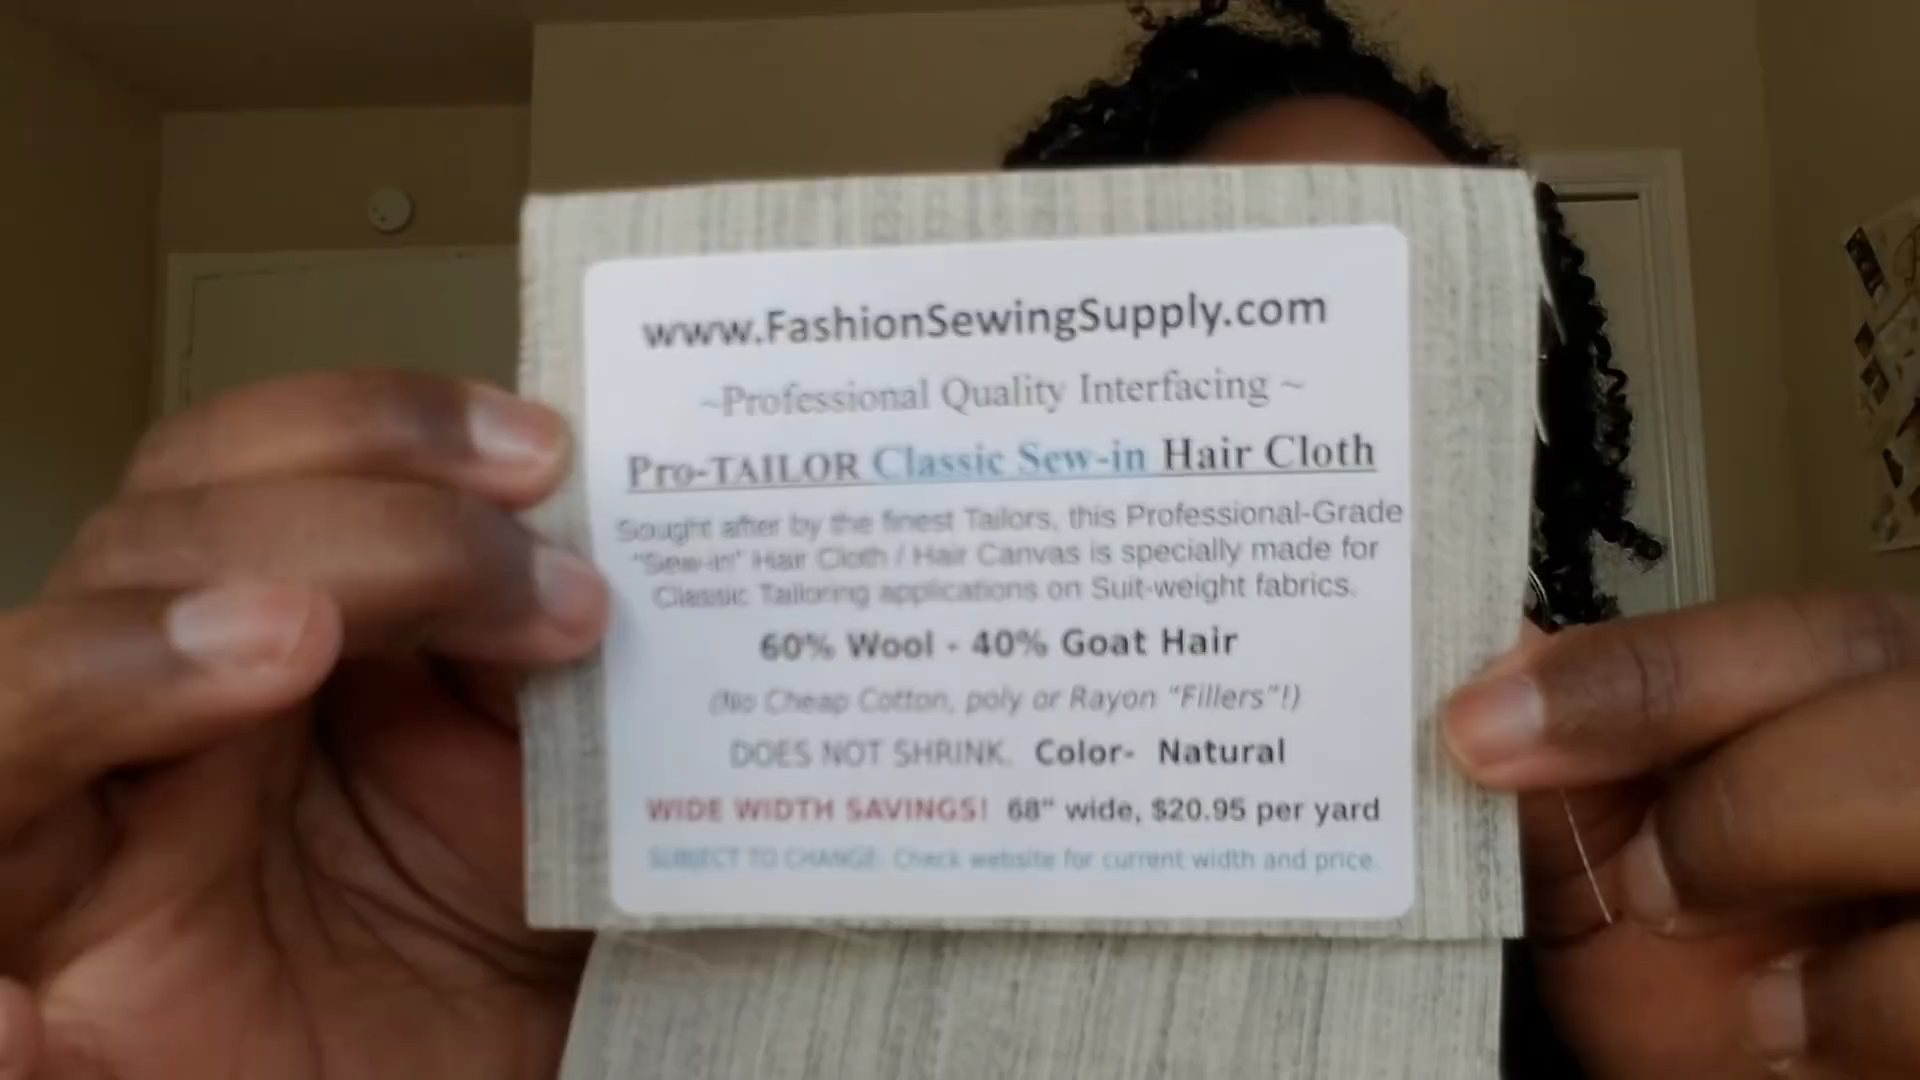 www.FashionSewingSupply.com
~Professional Quality Interfacing ~
Pro-TAILOR Classic Sew-in Hair Cloth
Sought after by the finest Tailors, this Professional-Grade
"Sew-in" Hair Cloth / Hair Canvas is specially made for
Classic Tailoring applications on Suit-weight fabrics.
60% Wool - 40% Goat Hair
(No Cheap Cotton, poly or Rayon "Fillers"!)
DOES NOT SHRINK. Color- Natural
WIDE WIDTH SAVINGS! 68" wide, $20.95 per yard
SUBJECT TO CHANGE: Check website for current width and price.